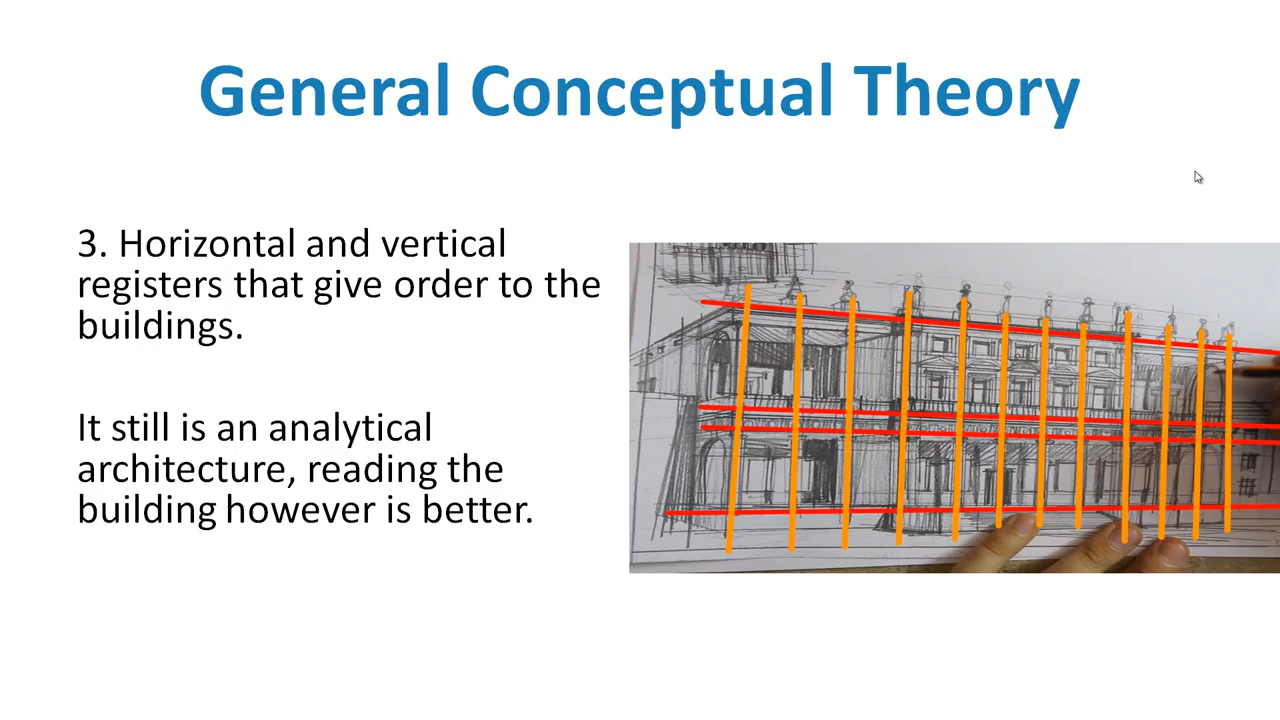 General Conceptual Theory
3. Horizontal and vertical
registers that give order to the
buildings.
It still is an analytical
architecture, reading the
building however is better.